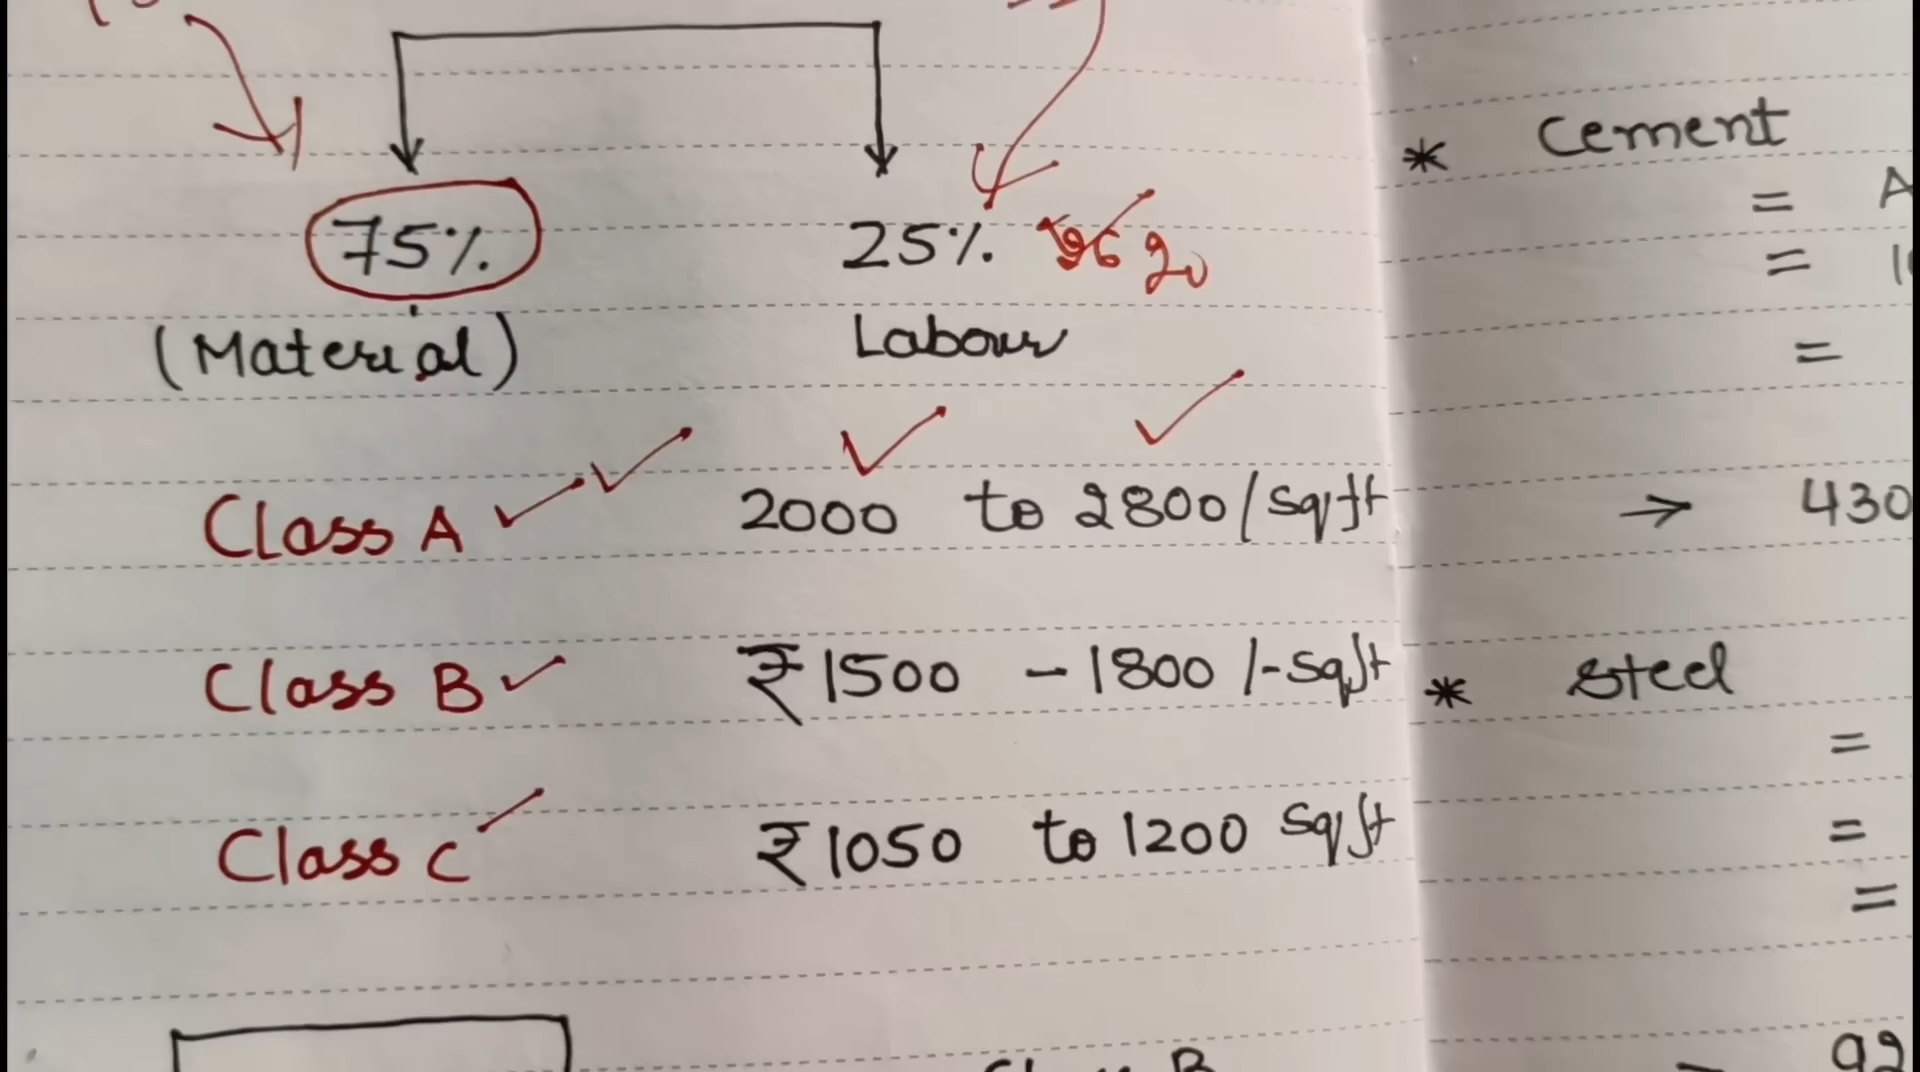 75% 25% 20
(Material) Labour
Class A 2000 to 2800/Sqft
Class B ₹1500 - 1800/-Sqft
Class C ₹1050 to 1200 Sqft
* Cement
= A
=
=
→ 430
* Steel
=
=
=
92